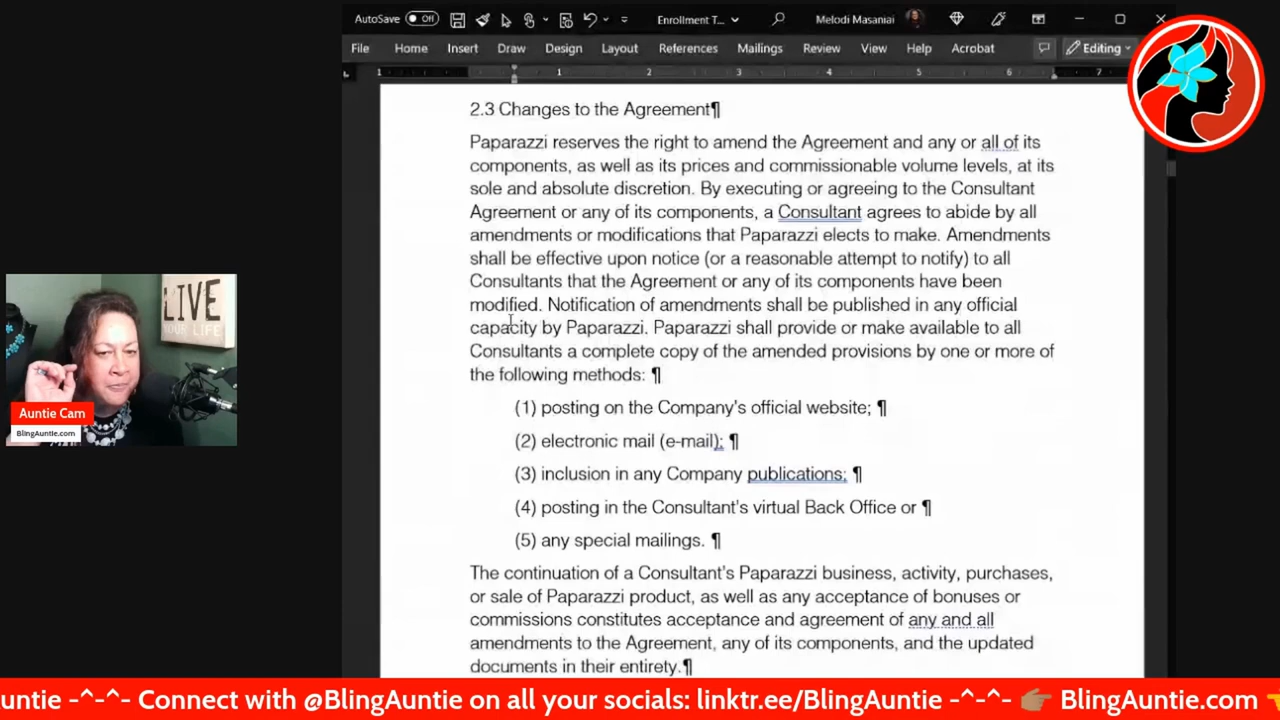 AutoSave Off Enrollment T... Melodi Masaniai
File Home Insert Draw Design Layout References Mailings Review View Help Acrobat Editing
1 1 2 3 4 5 6 7
2.3 Changes to the Agreement¶
Paparazzi reserves the right to amend the Agreement and any or all of its
components, as well as its prices and commissionable volume levels, at its
sole and absolute discretion. By executing or agreeing to the Consultant
Agreement or any of its components, a Consultant agrees to abide by all
amendments or modifications that Paparazzi elects to make. Amendments
shall be effective upon notice (or a reasonable attempt to notify) to all
Consultants that the Agreement or any of its components have been
modified. Notification of amendments shall be published in any official
capacity by Paparazzi. Paparazzi shall provide or make available to all
Consultants a complete copy of the amended provisions by one or more of
the following methods: ¶
(1) posting on the Company's official website; ¶
(2) electronic mail (e-mail); ¶
(3) inclusion in any Company publications; ¶
(4) posting in the Consultant's virtual Back Office or ¶
(5) any special mailings. ¶
The continuation of a Consultant's Paparazzi business, activity, purchases,
or sale of Paparazzi product, as well as any acceptance of bonuses or
commissions constitutes acceptance and agreement of any and all
amendments to the Agreement, any of its components, and the updated
documents in their entirety.¶
LIVE
YOUR LIFE
Auntie Cam
BlingAuntie.com
untie -^-^- Connect with @BlingAuntie on all your socials: linktr.ee/BlingAuntie -^-^- 👉🏽 BlingAuntie.com 👈